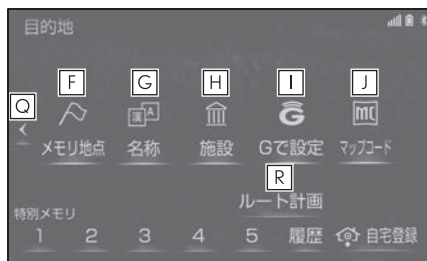 目的地
F G H I J
Q 漢 A G MC
メモリ地点 名称 施設 Gで設定 マップコード
R
ルート計画
特別メモリ
1 2 3 4 5 履歴 自宅登録